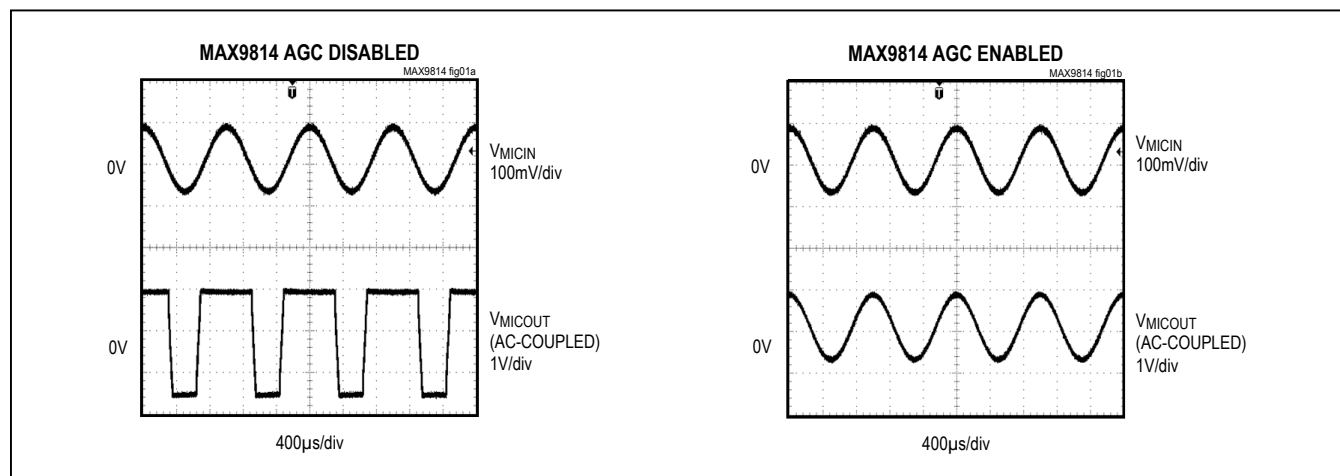 MAX9814 AGC DISABLED
MAX9814 fig01a
T
0V
VMICIN
100mV/div
0V
VMICOUT
(AC-COUPLED)
1V/div
400µs/div
MAX9814 AGC ENABLED
MAX9814 fig01b
T
0V
VMICIN
100mV/div
0V
VMICOUT
(AC-COUPLED)
1V/div
400µs/div